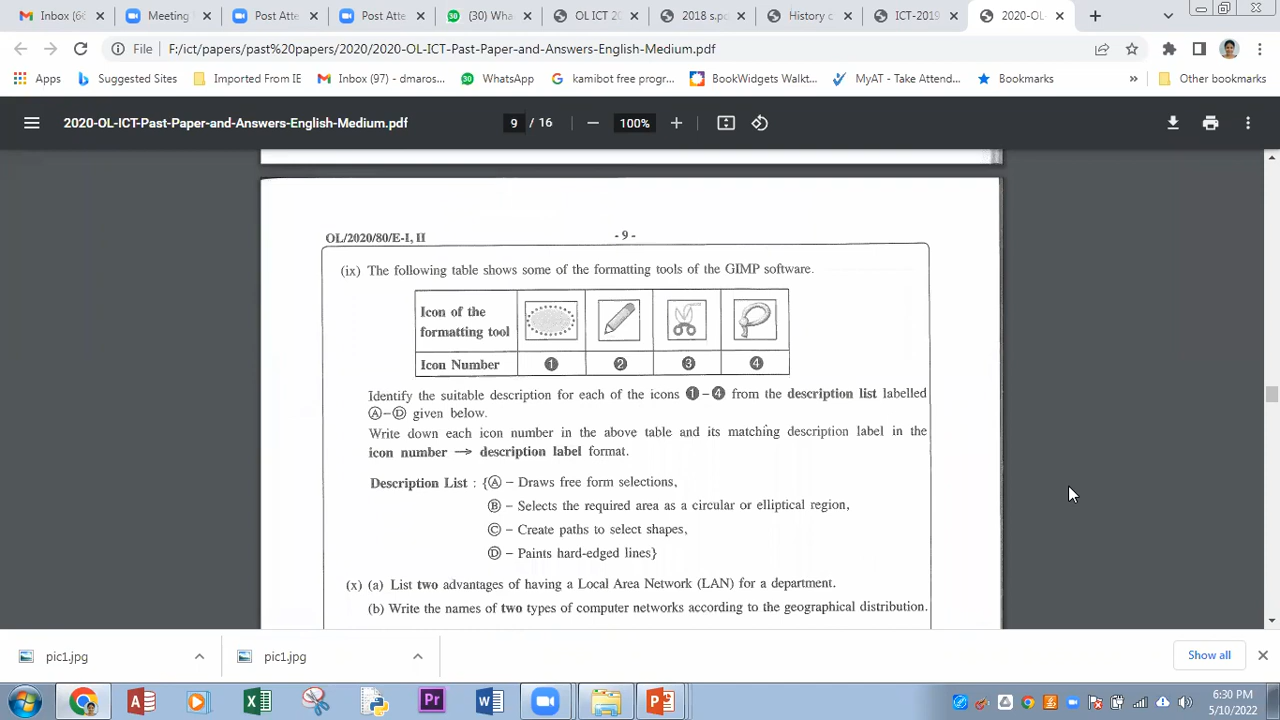 Inbox (6
Meeting
Post Atte
Post Atte
(30) Wha
OL ICT 20
2018 s.pd
History
ICT-2019
2020-OL-
File
F:/ict/papers/past%20papers/2020/2020-OL-ICT-Past-Paper-and-Answers-English-Medium.pdf
Apps
Suggested Sites
Imported From IE
Inbox (97) - dmaros...
30
WhatsApp
kamibot free progr...
BookWidgets Walkt...
MyAT - Take Attend...
Bookmarks
»
Other bookmarks
2020-OL-ICT-Past-Paper-and-Answers-English-Medium.pdf
9 / 16
100%
OL/2020/80/E-I, II
- 9 -
(ix) The following table shows some of the formatting tools of the GIMP software.
Icon of the
formatting tool
Icon Number ❶ ❷ ❸ ❹
Identify the suitable description for each of the icons ❶ – ❹ from the description list labelled
Ⓐ–Ⓓ given below.
Write down each icon number in the above table and its matching description label in the
icon number → description label format.
Description List : {Ⓐ – Draws free form selections,
Ⓑ – Selects the required area as a circular or elliptical region,
Ⓒ – Create paths to select shapes,
Ⓓ – Paints hard-edged lines}
(x) (a) List two advantages of having a Local Area Network (LAN) for a department.
(b) Write the names of two types of computer networks according to the geographical distribution.
pic1.jpg
pic1.jpg
Show all
Pr
6:30 PM
5/10/2022